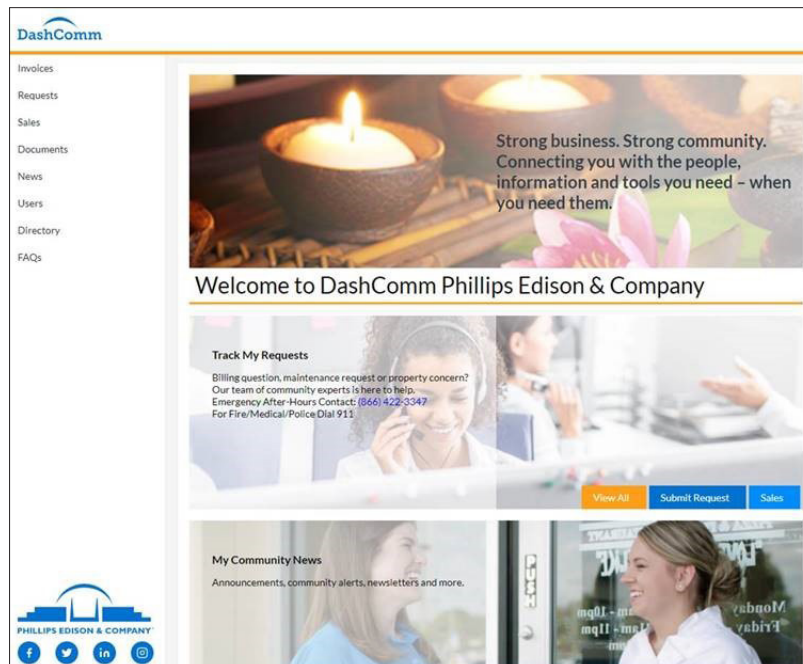 DashComm
Invoices
Requests
Sales
Documents
News
Users
Directory
FAQs
Strong business. Strong community.
Connecting you with the people,
information and tools you need – when
you need them.
Welcome to DashComm Phillips Edison & Company
Track My Requests
Billing question, maintenance request or property concern?
Our team of community experts is here to help.
Emergency After-Hours Contact: (866) 422-3347
For Fire/Medical/Police Dial 911
View All
Submit Request
Sales
My Community News
Announcements, community alerts, newsletters and more.
PUSH
Monday
Friday
PHILLIPS EDISON & COMPANY
f
in